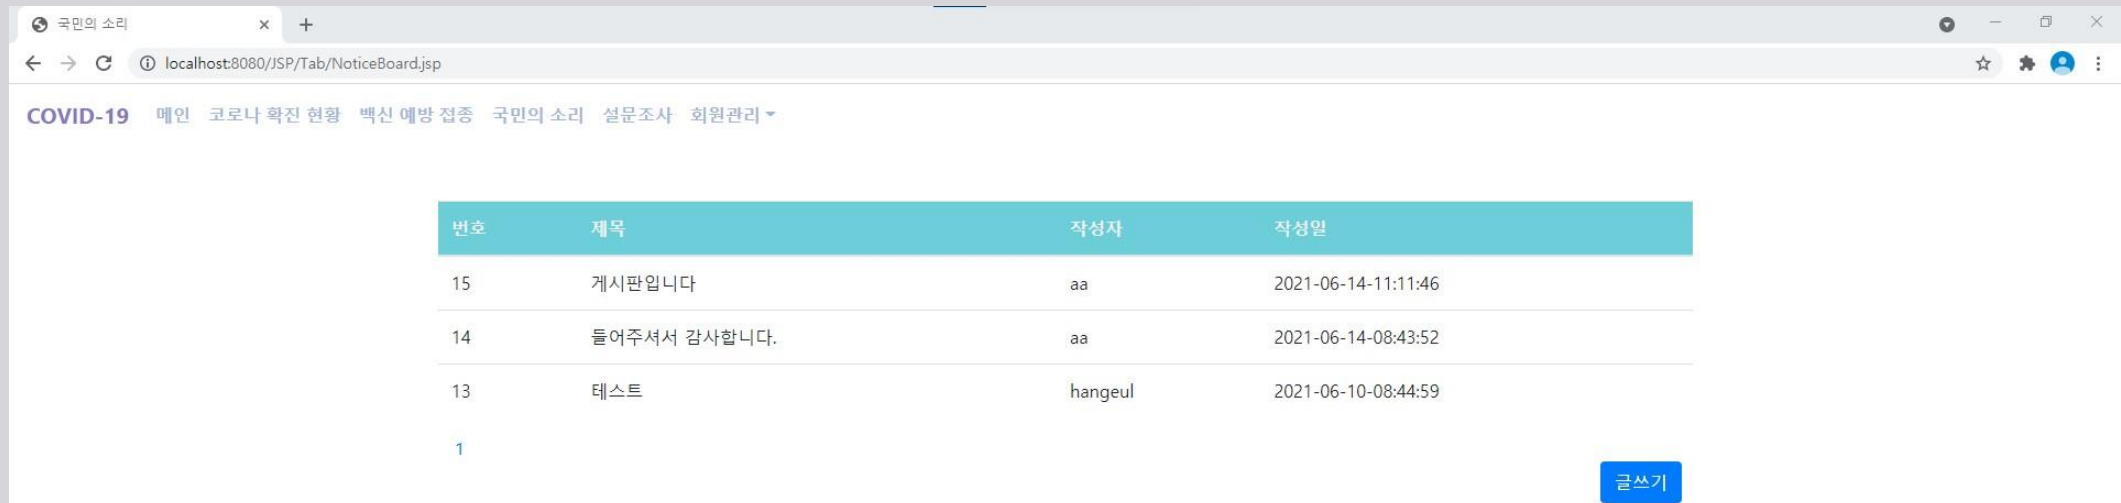 국민의 소리
localhost:8080/JSP/Tab/NoticeBoard.jsp
COVID-19 메인 코로나 확진 현황 백신 예방 접종 국민의 소리 설문조사 회원관리
번호 제목 작성자 작성일
15 게시판입니다 aa 2021-06-14-11:11:46
14 들어주셔서 감사합니다. aa 2021-06-14-08:43:52
13 테스트 hangeul 2021-06-10-08:44:59
1
글쓰기